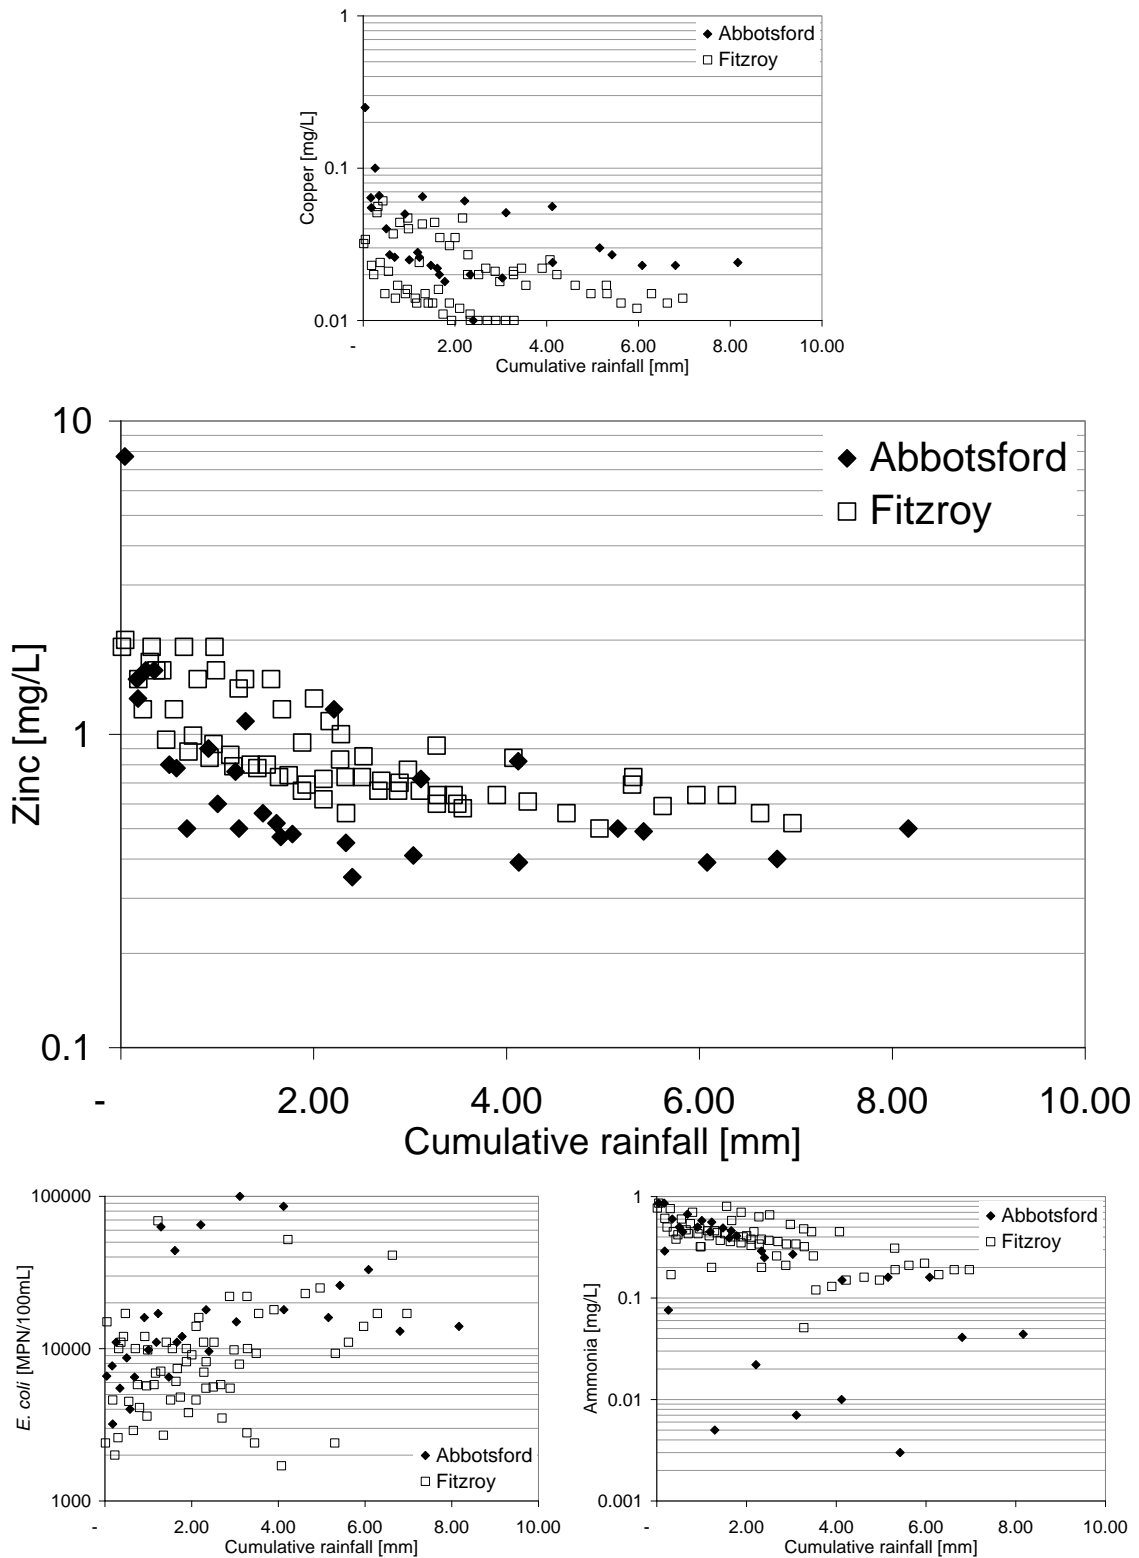 1
Abbotsford
Fitzroy
Copper [mg/L]
0.1
0.01
- 2.00 4.00 6.00 8.00 10.00
Cumulative rainfall [mm]
10
Abbotsford
Fitzroy
Zinc [mg/L]
1
0.1
- 2.00 4.00 6.00 8.00 10.00
Cumulative rainfall [mm]
100000
E. coli [MPN/100mL]
10000
Abbotsford
Fitzroy
1000
- 2.00 4.00 6.00 8.00 10.00
Cumulative rainfall [mm]
1
Abbotsford
Fitzroy
Ammonia [mg/L]
0.1
0.01
0.001
- 2.00 4.00 6.00 8.00 10.00
Cumulative rainfall [mm]